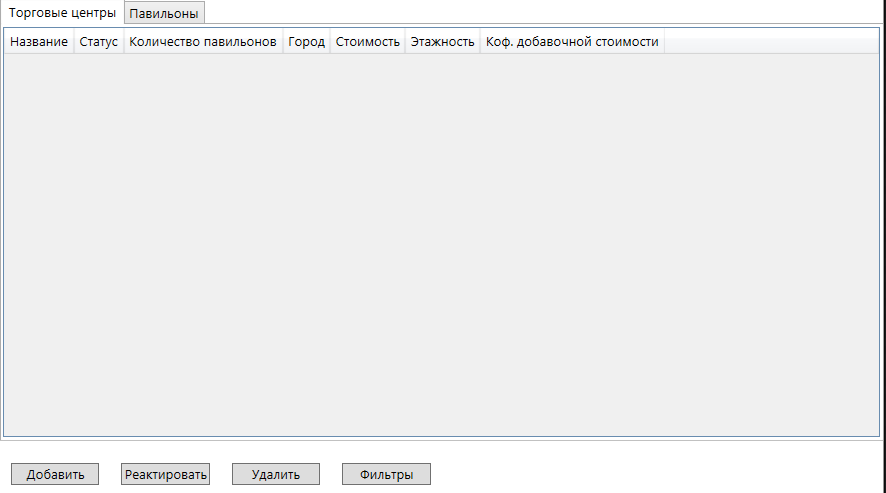 Торговые центры Павильоны
Название Статус Количество павильонов Город Стоимость Этажность Коф. добавочной стоимости
Добавить Реактировать Удалить Фильтры